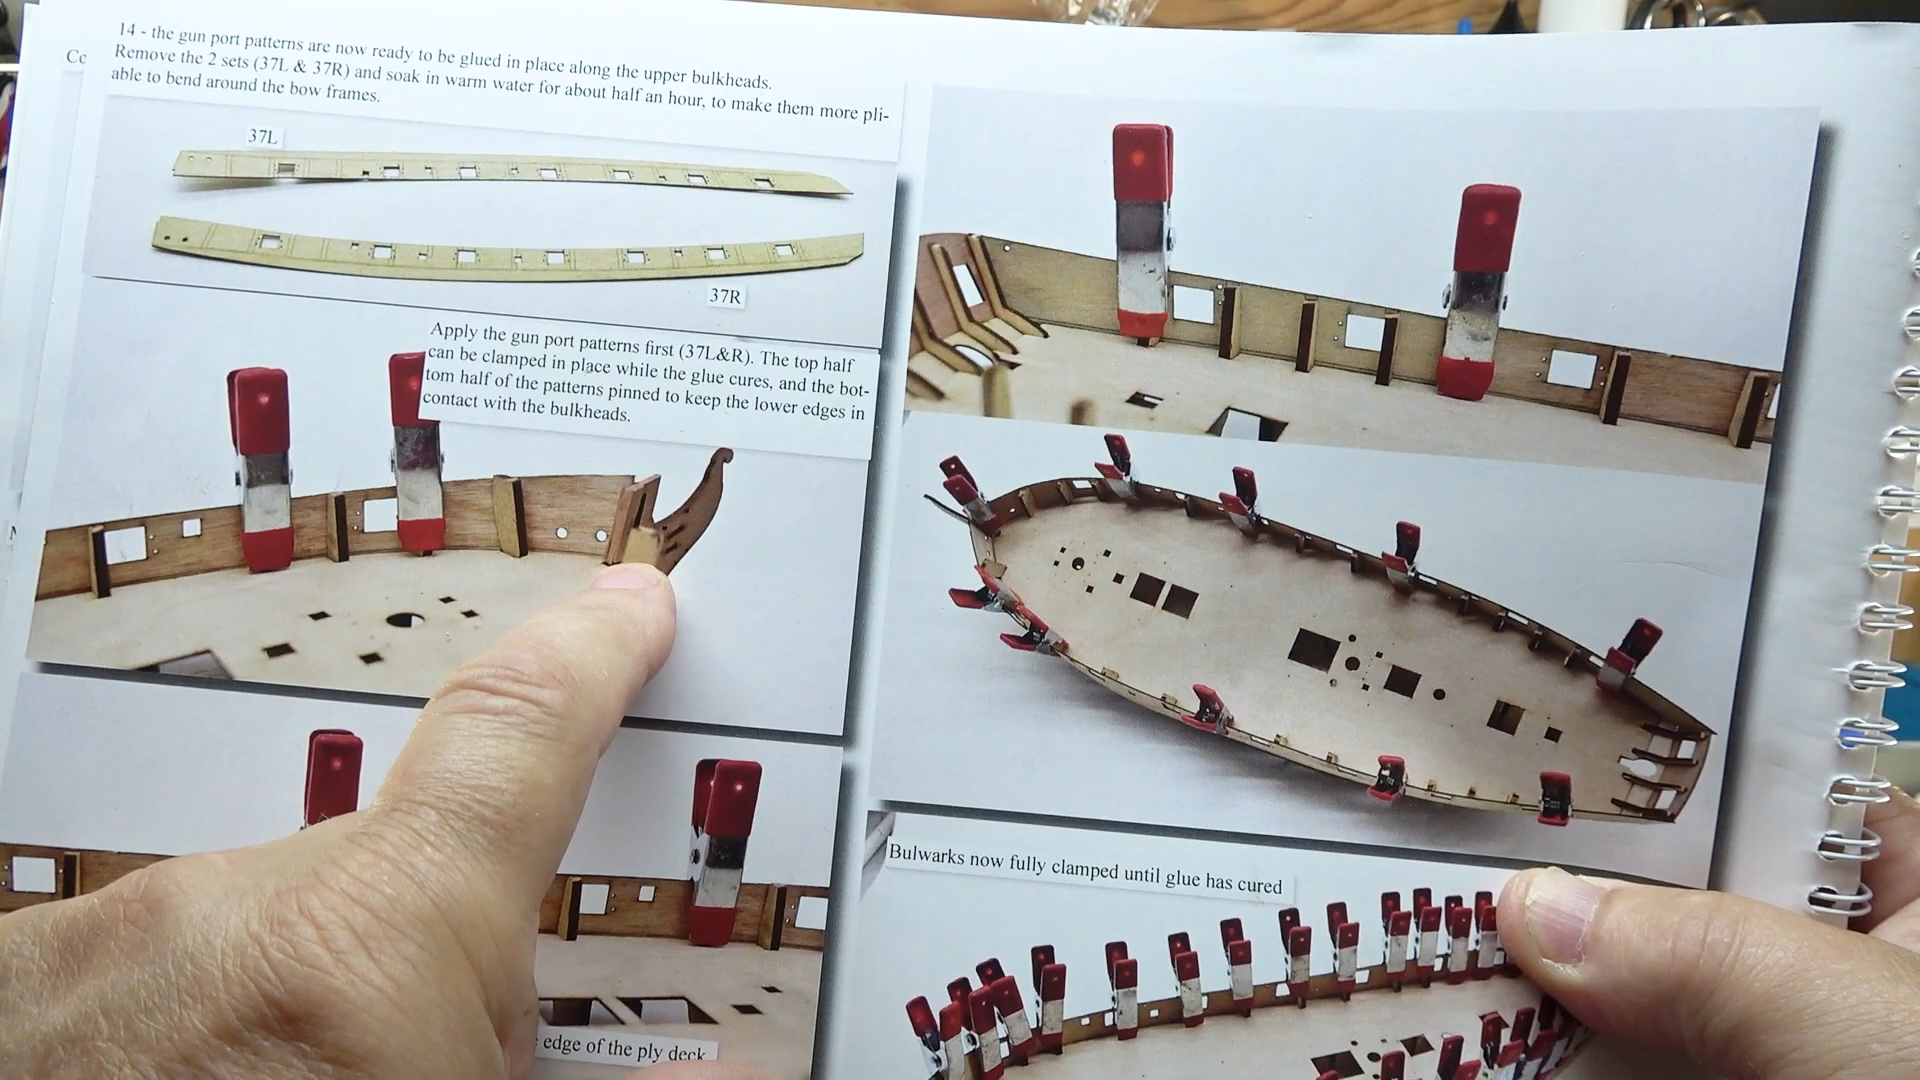 14 - the gun port patterns are now ready to be glued in place along the upper bulkheads.
Remove the 2 sets (37L & 37R) and soak in warm water for about half an hour, to make them more pli-
able to bend around the bow frames.
37L
37R
Apply the gun port patterns first (37L&R). The top half
can be clamped in place while the glue cures, and the bot-
tom half of the patterns pinned to keep the lower edges in
contact with the bulkheads.
edge of the ply deck
Bulwarks now fully clamped until glue has cured